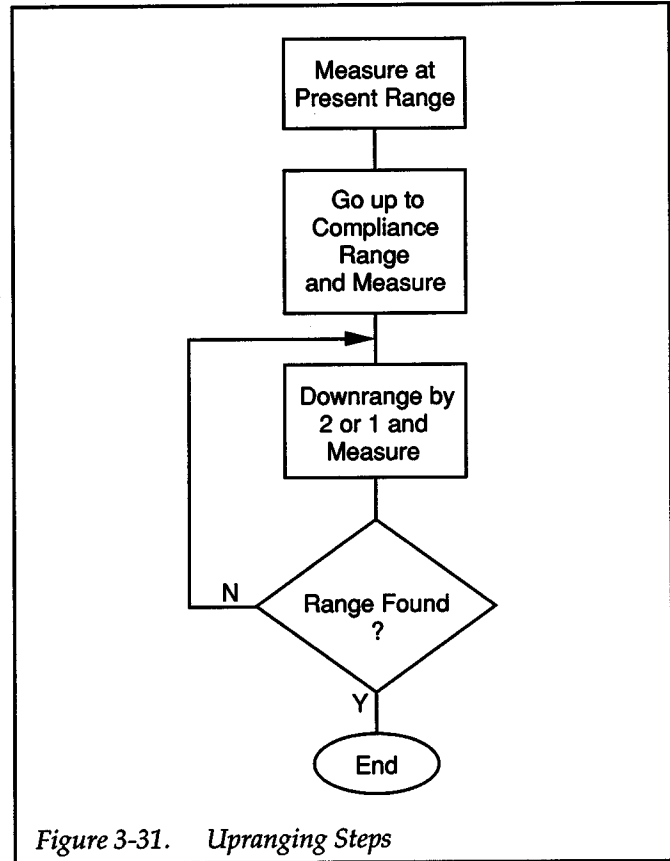 Measure at
Present Range
Go up to
Compliance
Range
and Measure
Downrange by
2 or 1 and
Measure
N
Range Found
?
Y
End
Figure 3-31. Upranging Steps